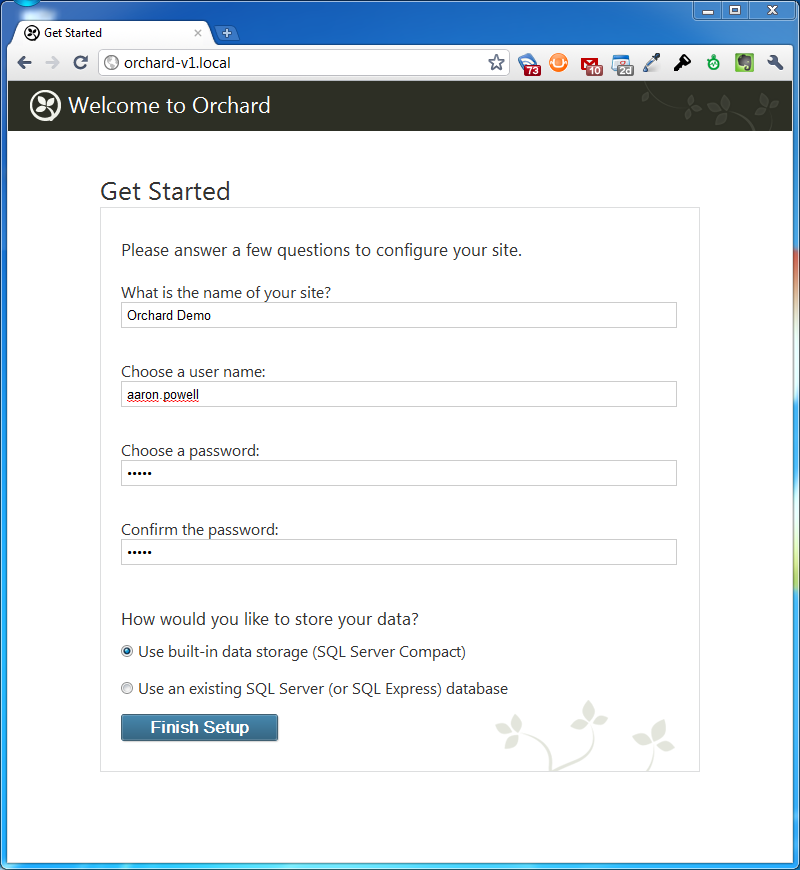 Get Started
orchard-v1.local
73
10
2d
Welcome to Orchard
Get Started
Please answer a few questions to configure your site.
What is the name of your site?
Orchard Demo
Choose a user name:
aaron.powell
Choose a password:
•••••
Confirm the password:
•••••
How would you like to store your data?
Use built-in data storage (SQL Server Compact)
Use an existing SQL Server (or SQL Express) database
Finish Setup